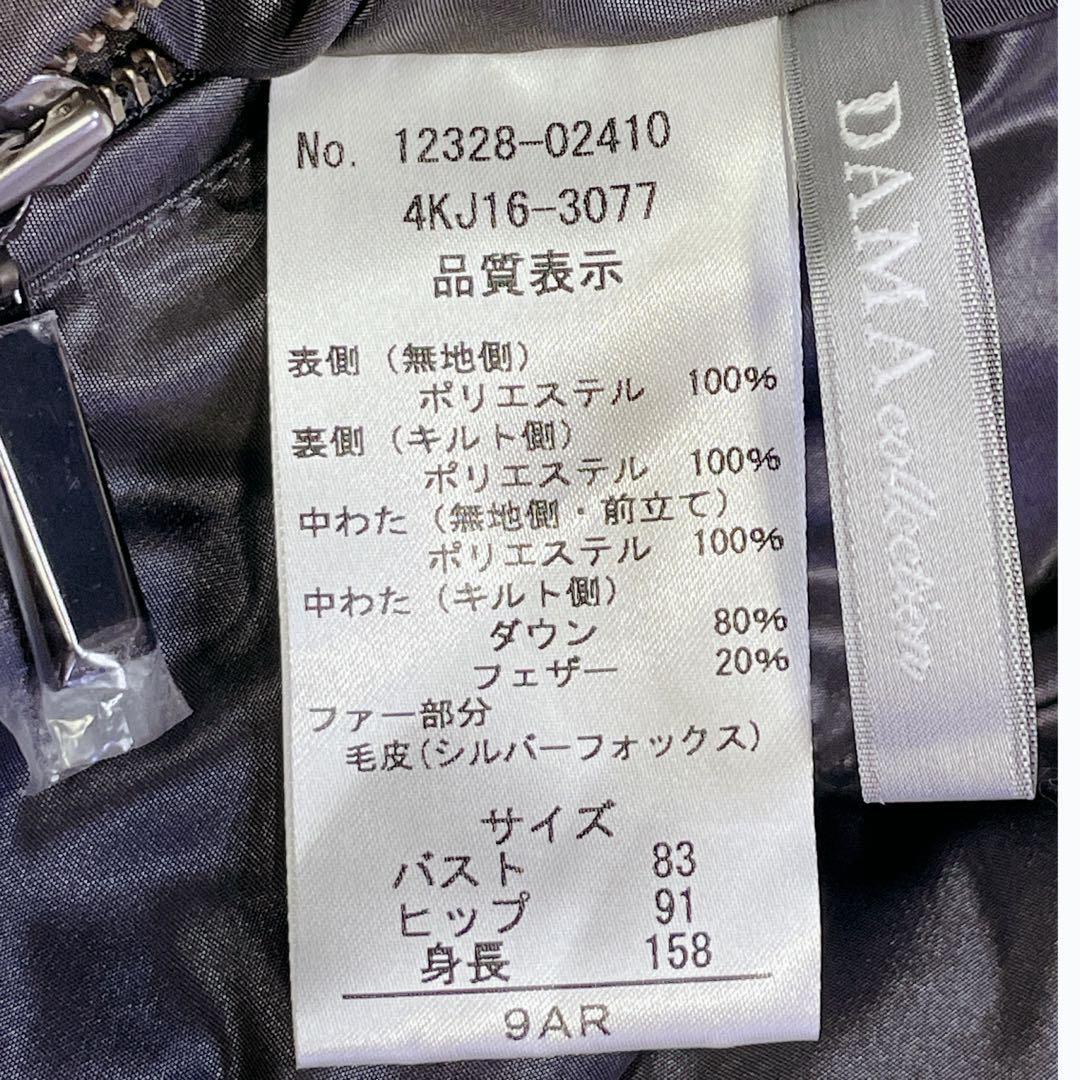 No. 12328-02410
4KJ16-3077
品質表示
表側 (無地側)
ポリエステル 100%
裏側 (キルト側)
ポリエステル 100%
中わた (無地側・前立て)
ポリエステル 100%
中わた (キルト側)
ダウン 80%
フェザー 20%
ファー部分
毛皮(シルバーフォックス)
サイズ
バスト 83
ヒップ 91
身長 158
9AR
DAMA collection